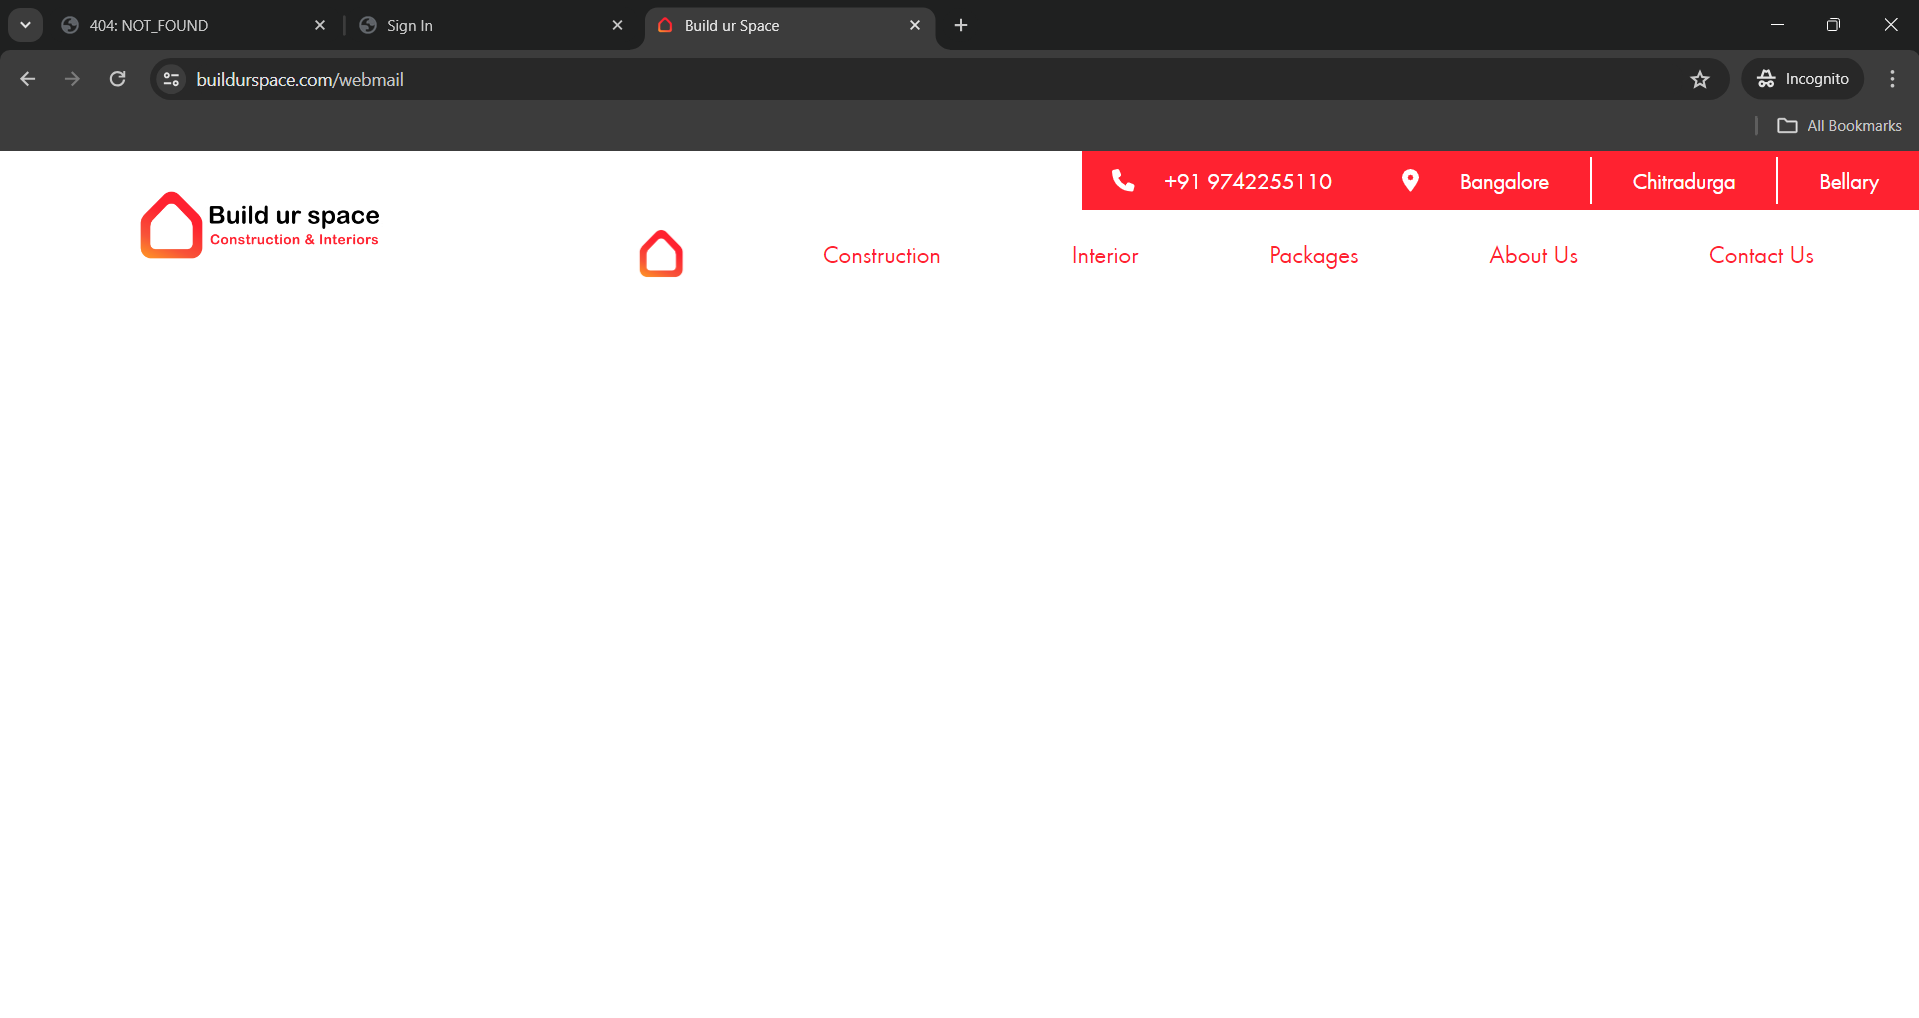 404: NOT_FOUND
Sign In
Build ur Space
buildurspace.com/webmail
Incognito
All Bookmarks
+91 9742255110 Bangalore Chitradurga Bellary
Build ur space
Construction & Interiors
Construction Interior Packages About Us Contact Us